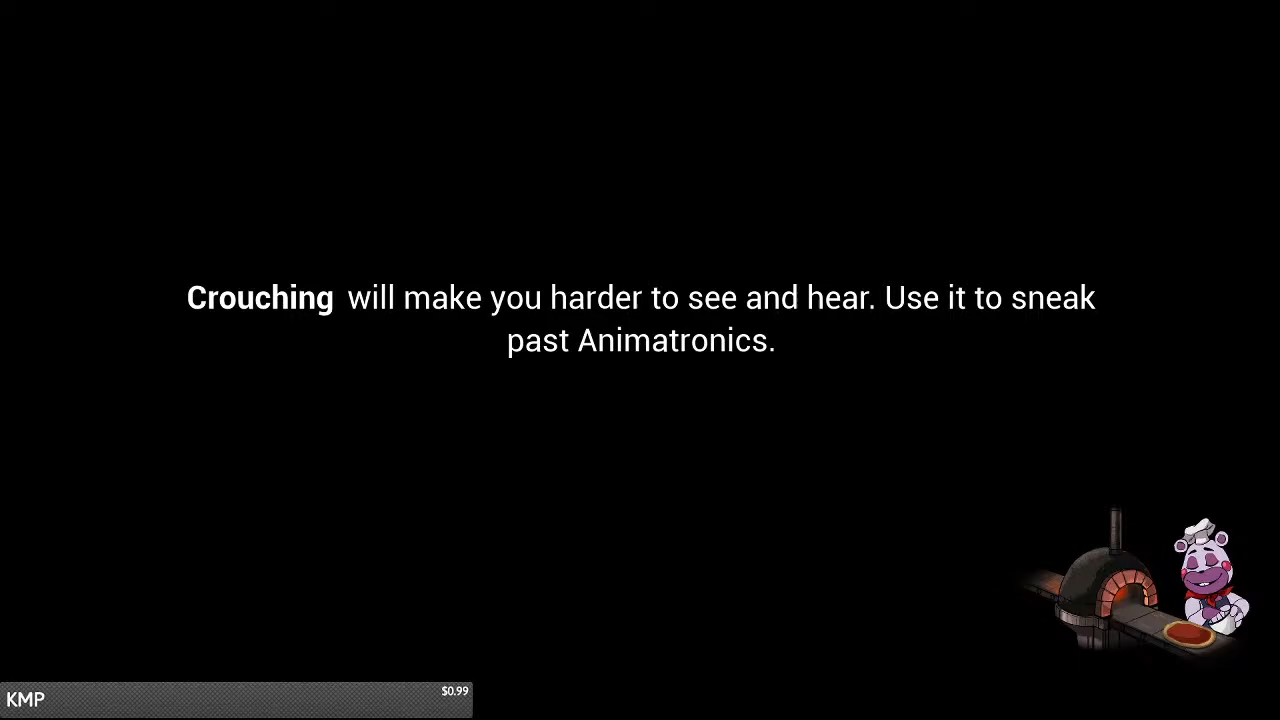 Crouching will make you harder to see and hear. Use it to sneak
past Animatronics.
KMP
$0.99